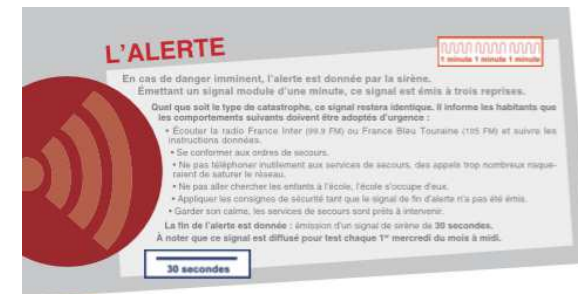 L'ALERTE
1 minute 1 minute 1 minute
En cas de danger imminent, l'alerte est donnée par la sirène.
Émettant un signal module d'une minute, ce signal est émis à trois reprises.
Quel que soit le type de catastrophe, ce signal restera identique. Il informe les habitants que
les comportements suivants doivent être adoptés d'urgence :
• Écouter la radio France Inter (99.9 FM) ou France Bleu Touraine (105 FM) et suivre les
instructions données.
• Se conformer aux ordres de secours.
• Ne pas téléphoner inutilement aux services de secours, des appels trop nombreux risque-
raient de saturer le réseau.
• Ne pas aller chercher les enfants à l'école, l'école s'occupe d'eux.
• Appliquer les consignes de sécurité tant que le signal de fin d'alerte n'a pas été émis.
• Garder son calme, les services de secours sont prêts à intervenir.
La fin de l'alerte est donnée : émission d'un signal de sirène de 30 secondes.
À noter que ce signal est diffusé pour test chaque 1er mercredi du mois à midi.
30 secondes